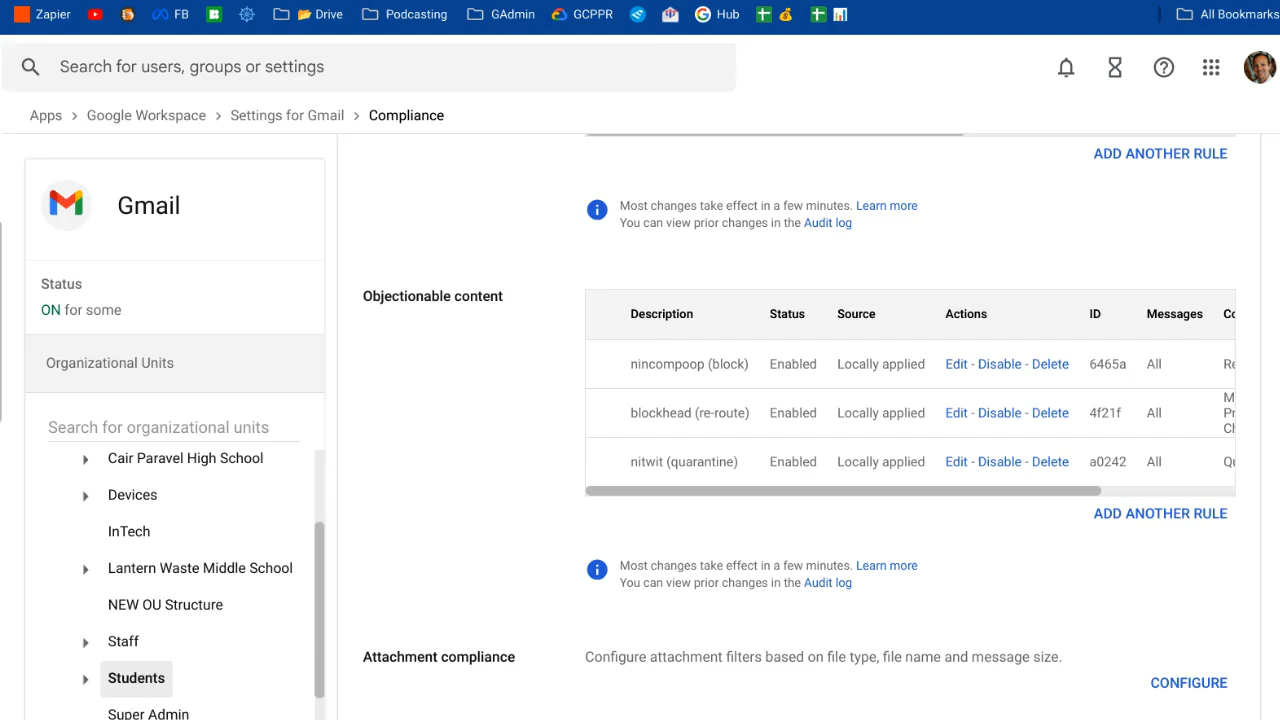 Zapier FB Drive Podcasting GAdmin GCPPR Hub All Bookmarks
Search for users, groups or settings
Apps > Google Workspace > Settings for Gmail > Compliance
Gmail
Status
ON for some
Organizational Units
Search for organizational units
Cair Paravel High School
Devices
InTech
Lantern Waste Middle School
NEW OU Structure
Staff
Students
Super Admin
ADD ANOTHER RULE
Most changes take effect in a few minutes. Learn more
You can view prior changes in the Audit log
Objectionable content
Description Status Source Actions ID Messages Co
nincompoop (block) Enabled Locally applied Edit - Disable - Delete 6465a All Re
blockhead (re-route) Enabled Locally applied Edit - Disable - Delete 4f21f All M
Pr
Ch
nitwit (quarantine) Enabled Locally applied Edit - Disable - Delete a0242 All Qu
ADD ANOTHER RULE
Most changes take effect in a few minutes. Learn more
You can view prior changes in the Audit log
Attachment compliance Configure attachment filters based on file type, file name and message size.
CONFIGURE